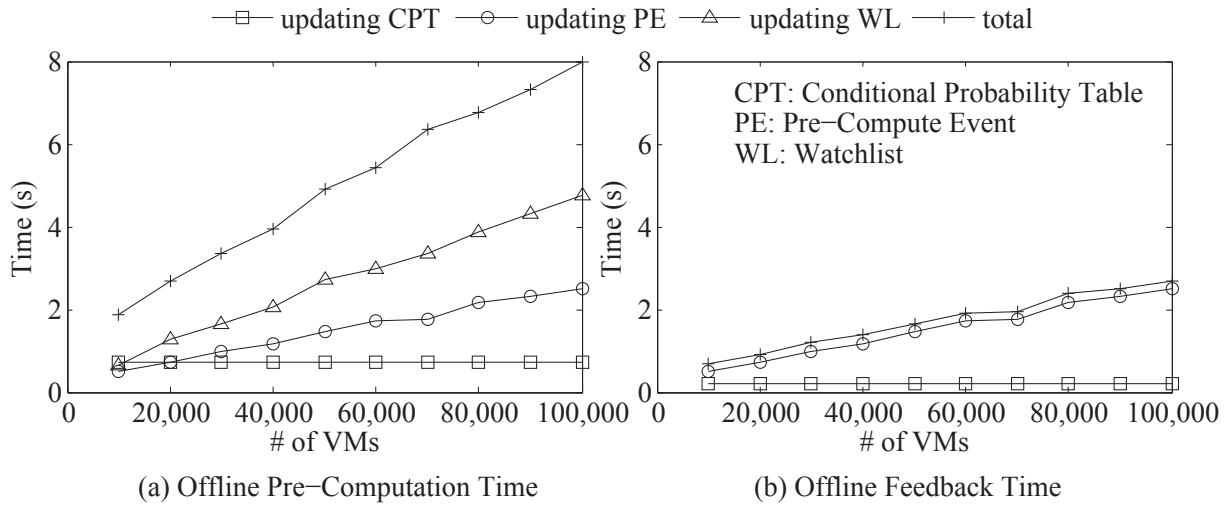 updating CPT updating PE updating WL total
8
6
4
2
0
Time (s)
0 20,000 40,000 60,000 80,000 100,000
# of VMs
(a) Offline Pre−Computation Time
CPT: Conditional Probability Table
PE: Pre−Compute Event
WL: Watchlist
8
6
4
2
0
Time (s)
0 20,000 40,000 60,000 80,000 100,000
# of VMs
(b) Offline Feedback Time